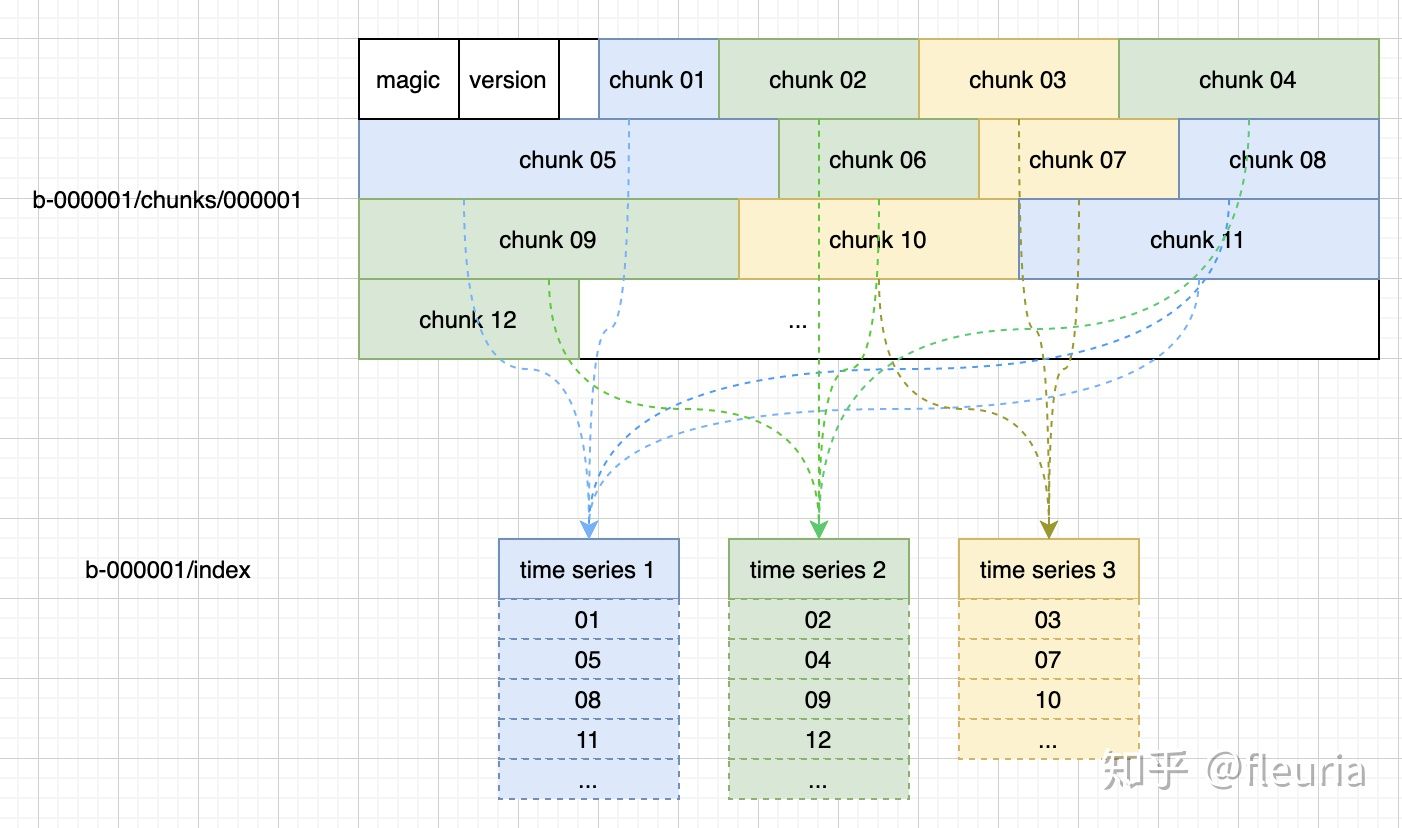 magic version chunk 01 chunk 02 chunk 03 chunk 04
chunk 05 chunk 06 chunk 07 chunk 08
b-000001/chunks/000001
chunk 09 chunk 10 chunk 11
chunk 12 ...
b-000001/index
time series 1 time series 2 time series 3
01 02 03
05 04 07
08 09 10
11 12 ...
... ...
知乎 @fleuria